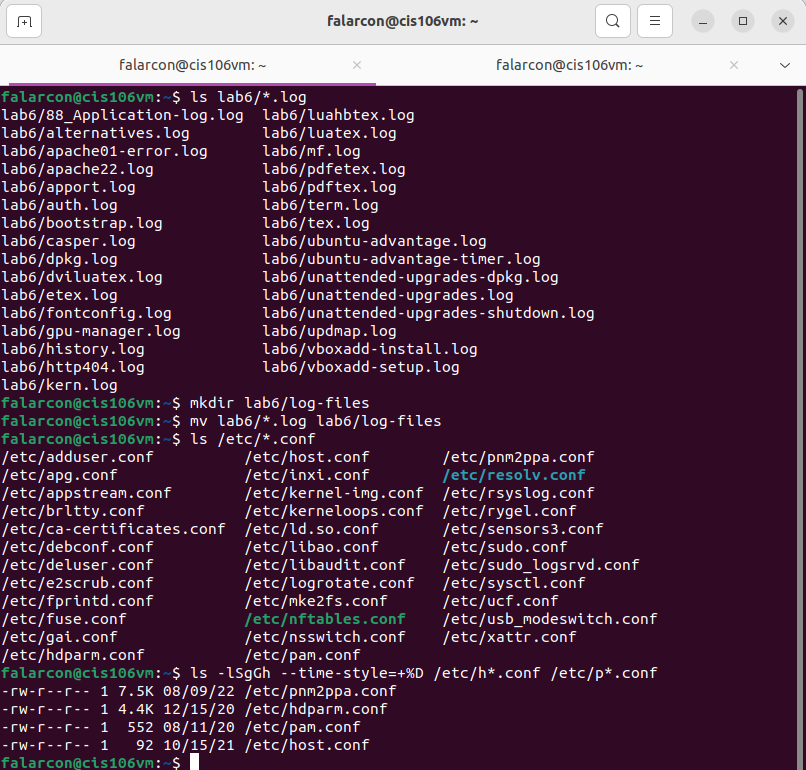 falarcon@cis106vm: ~
falarcon@cis106vm: ~ × falarcon@cis106vm: ~ ×
falarcon@cis106vm:~$ ls lab6/*.log
lab6/88_Application-log.log  lab6/luahbtex.log
lab6/alternatives.log        lab6/luatex.log
lab6/apache01-error.log      lab6/mf.log
lab6/apache22.log            lab6/pdfetex.log
lab6/apport.log              lab6/pdftex.log
lab6/auth.log                lab6/term.log
lab6/bootstrap.log           lab6/tex.log
lab6/casper.log              lab6/ubuntu-advantage.log
lab6/dpkg.log                lab6/ubuntu-advantage-timer.log
lab6/dviluatex.log           lab6/unattended-upgrades-dpkg.log
lab6/etex.log                lab6/unattended-upgrades.log
lab6/fontconfig.log          lab6/unattended-upgrades-shutdown.log
lab6/gpu-manager.log         lab6/updmap.log
lab6/history.log             lab6/vboxadd-install.log
lab6/http404.log             lab6/vboxadd-setup.log
lab6/kern.log
falarcon@cis106vm:~$ mkdir lab6/log-files
falarcon@cis106vm:~$ mv lab6/*.log lab6/log-files
falarcon@cis106vm:~$ ls /etc/*.conf
/etc/adduser.conf          /etc/host.conf        /etc/pnm2ppa.conf
/etc/apg.conf              /etc/inxi.conf        /etc/resolv.conf
/etc/appstream.conf        /etc/kernel-img.conf  /etc/rsyslog.conf
/etc/brltty.conf           /etc/kerneloops.conf  /etc/rygel.conf
/etc/ca-certificates.conf  /etc/ld.so.conf       /etc/sensors3.conf
/etc/debconf.conf          /etc/libao.conf       /etc/sudo.conf
/etc/deluser.conf          /etc/libaudit.conf    /etc/sudo_logsrvd.conf
/etc/e2scrub.conf          /etc/logrotate.conf   /etc/sysctl.conf
/etc/fprintd.conf          /etc/mke2fs.conf      /etc/ucf.conf
/etc/fuse.conf             /etc/nftables.conf    /etc/usb_modeswitch.conf
/etc/gai.conf              /etc/nsswitch.conf    /etc/xattr.conf
/etc/hdparm.conf           /etc/pam.conf
falarcon@cis106vm:~$ ls -lSgGh --time-style=+%D /etc/h*.conf /etc/p*.conf
-rw-r--r-- 1 7.5K 08/09/22 /etc/pnm2ppa.conf
-rw-r--r-- 1 4.4K 12/15/20 /etc/hdparm.conf
-rw-r--r-- 1  552 08/11/20 /etc/pam.conf
-rw-r--r-- 1   92 10/15/21 /etc/host.conf
falarcon@cis106vm:~$